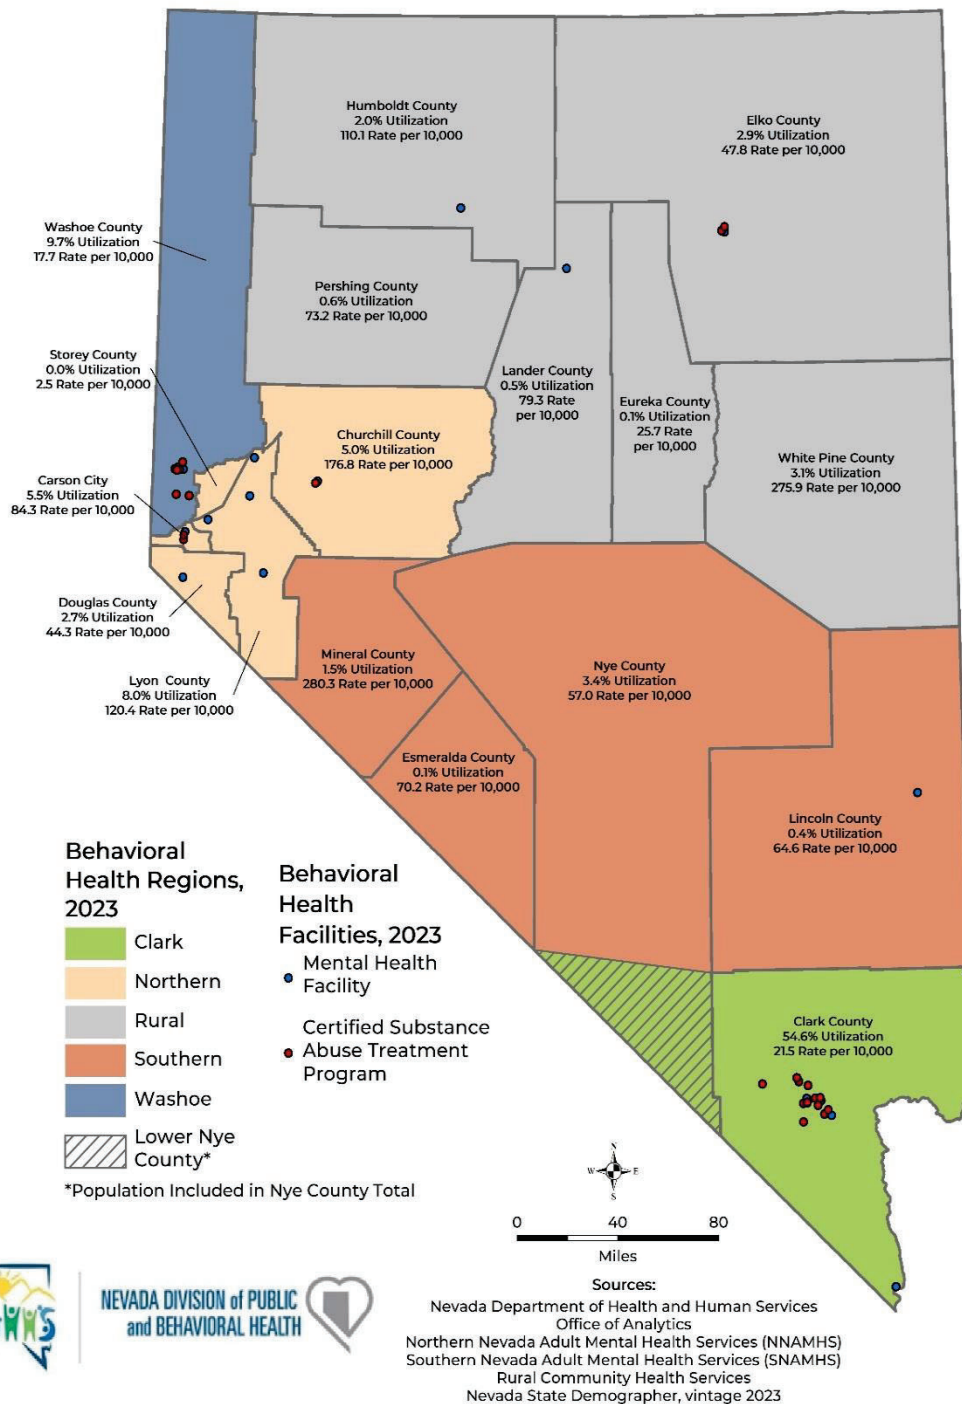 Humboldt County
2.0% Utilization
110.1 Rate per 10,000
Elko County
2.9% Utilization
47.8 Rate per 10,000
Washoe County
9.7% Utilization
17.7 Rate per 10,000
Pershing County
0.6% Utilization
73.2 Rate per 10,000
Storey County
0.0% Utilization
2.5 Rate per 10,000
Lander County
0.5% Utilization
79.3 Rate
per 10,000
Eureka County
0.1% Utilization
25.7 Rate
per 10,000
Churchill County
5.0% Utilization
176.8 Rate per 10,000
White Pine County
3.1% Utilization
275.9 Rate per 10,000
Carson City
5.5% Utilization
84.3 Rate per 10,000
Douglas County
2.7% Utilization
44.3 Rate per 10,000
Lyon County
8.0% Utilization
120.4 Rate per 10,000
Mineral County
1.5% Utilization
280.3 Rate per 10,000
Nye County
3.4% Utilization
57.0 Rate per 10,000
Esmeralda County
0.1% Utilization
70.2 Rate per 10,000
Lincoln County
0.4% Utilization
64.6 Rate per 10,000
Clark County
54.6% Utilization
21.5 Rate per 10,000
Behavioral
Health Regions,
2023
Clark
Northern
Rural
Southern
Washoe
Lower Nye
County*
*Population Included in Nye County Total
Behavioral
Health
Facilities, 2023
Mental Health
Facility
Certified Substance
Abuse Treatment
Program
N
W E
S
0 40 80
Miles
NEVADA DIVISION of PUBLIC
and BEHAVIORAL HEALTH
Sources:
Nevada Department of Health and Human Services
Office of Analytics
Northern Nevada Adult Mental Health Services (NNAMHS)
Southern Nevada Adult Mental Health Services (SNAMHS)
Rural Community Health Services
Nevada State Demographer, vintage 2023